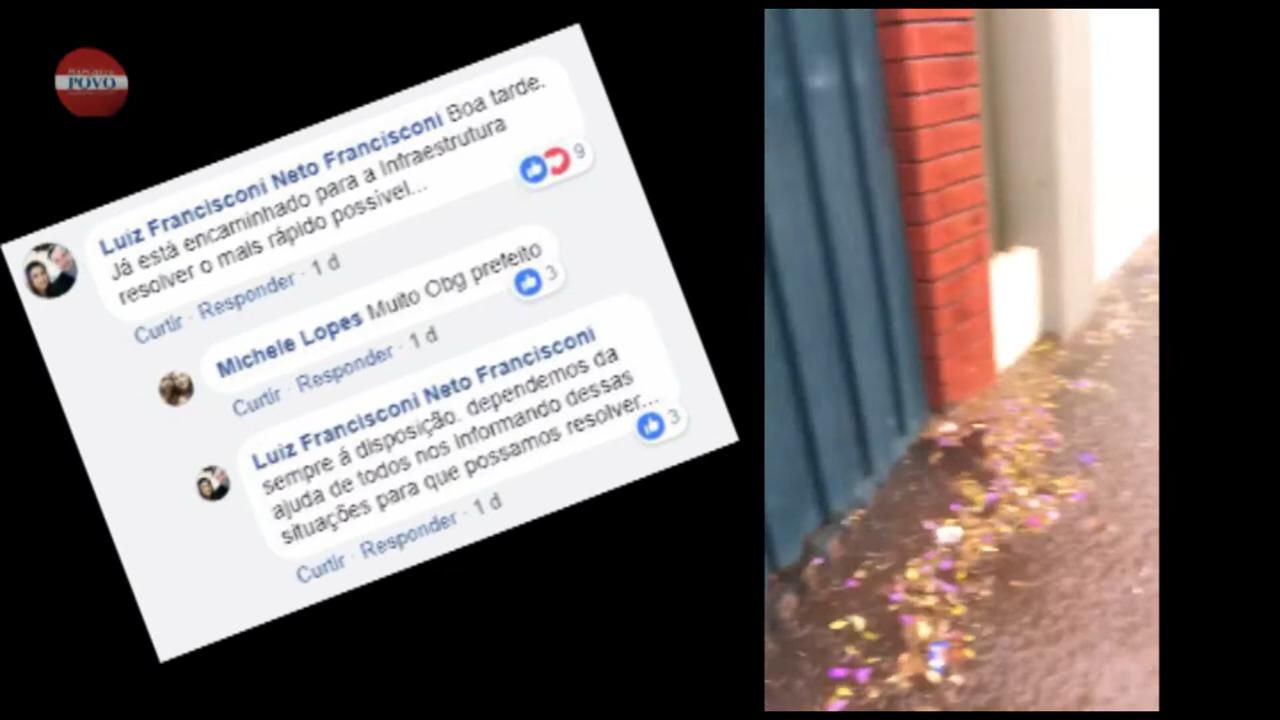 POVO
Luiz Francisconi Neto Francisconi Boa tarde.
Já está encaminhado para a Infraestrutura
resolver o mais rápido possível...
9
Curtir · Responder · 1 d
Michele Lopes Muito Obg prefeito
3
Curtir · Responder · 1 d
Luiz Francisconi Neto Francisconi
sempre á disposição, dependemos da
ajuda de todos nos informando dessas
situações para que possamos resolver...
3
Curtir · Responder · 1 d